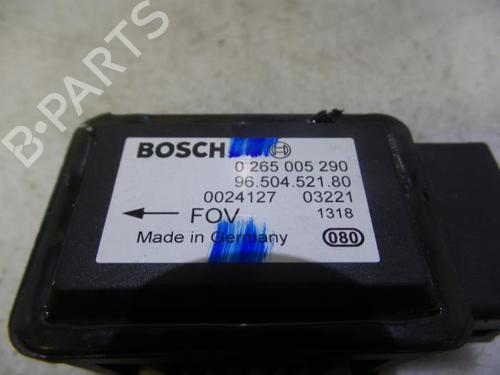 B-PARTS
BOSCH
0 265 005 290
96.504.521.80
0024127 03221
FOV 1318
Made in Germany 080